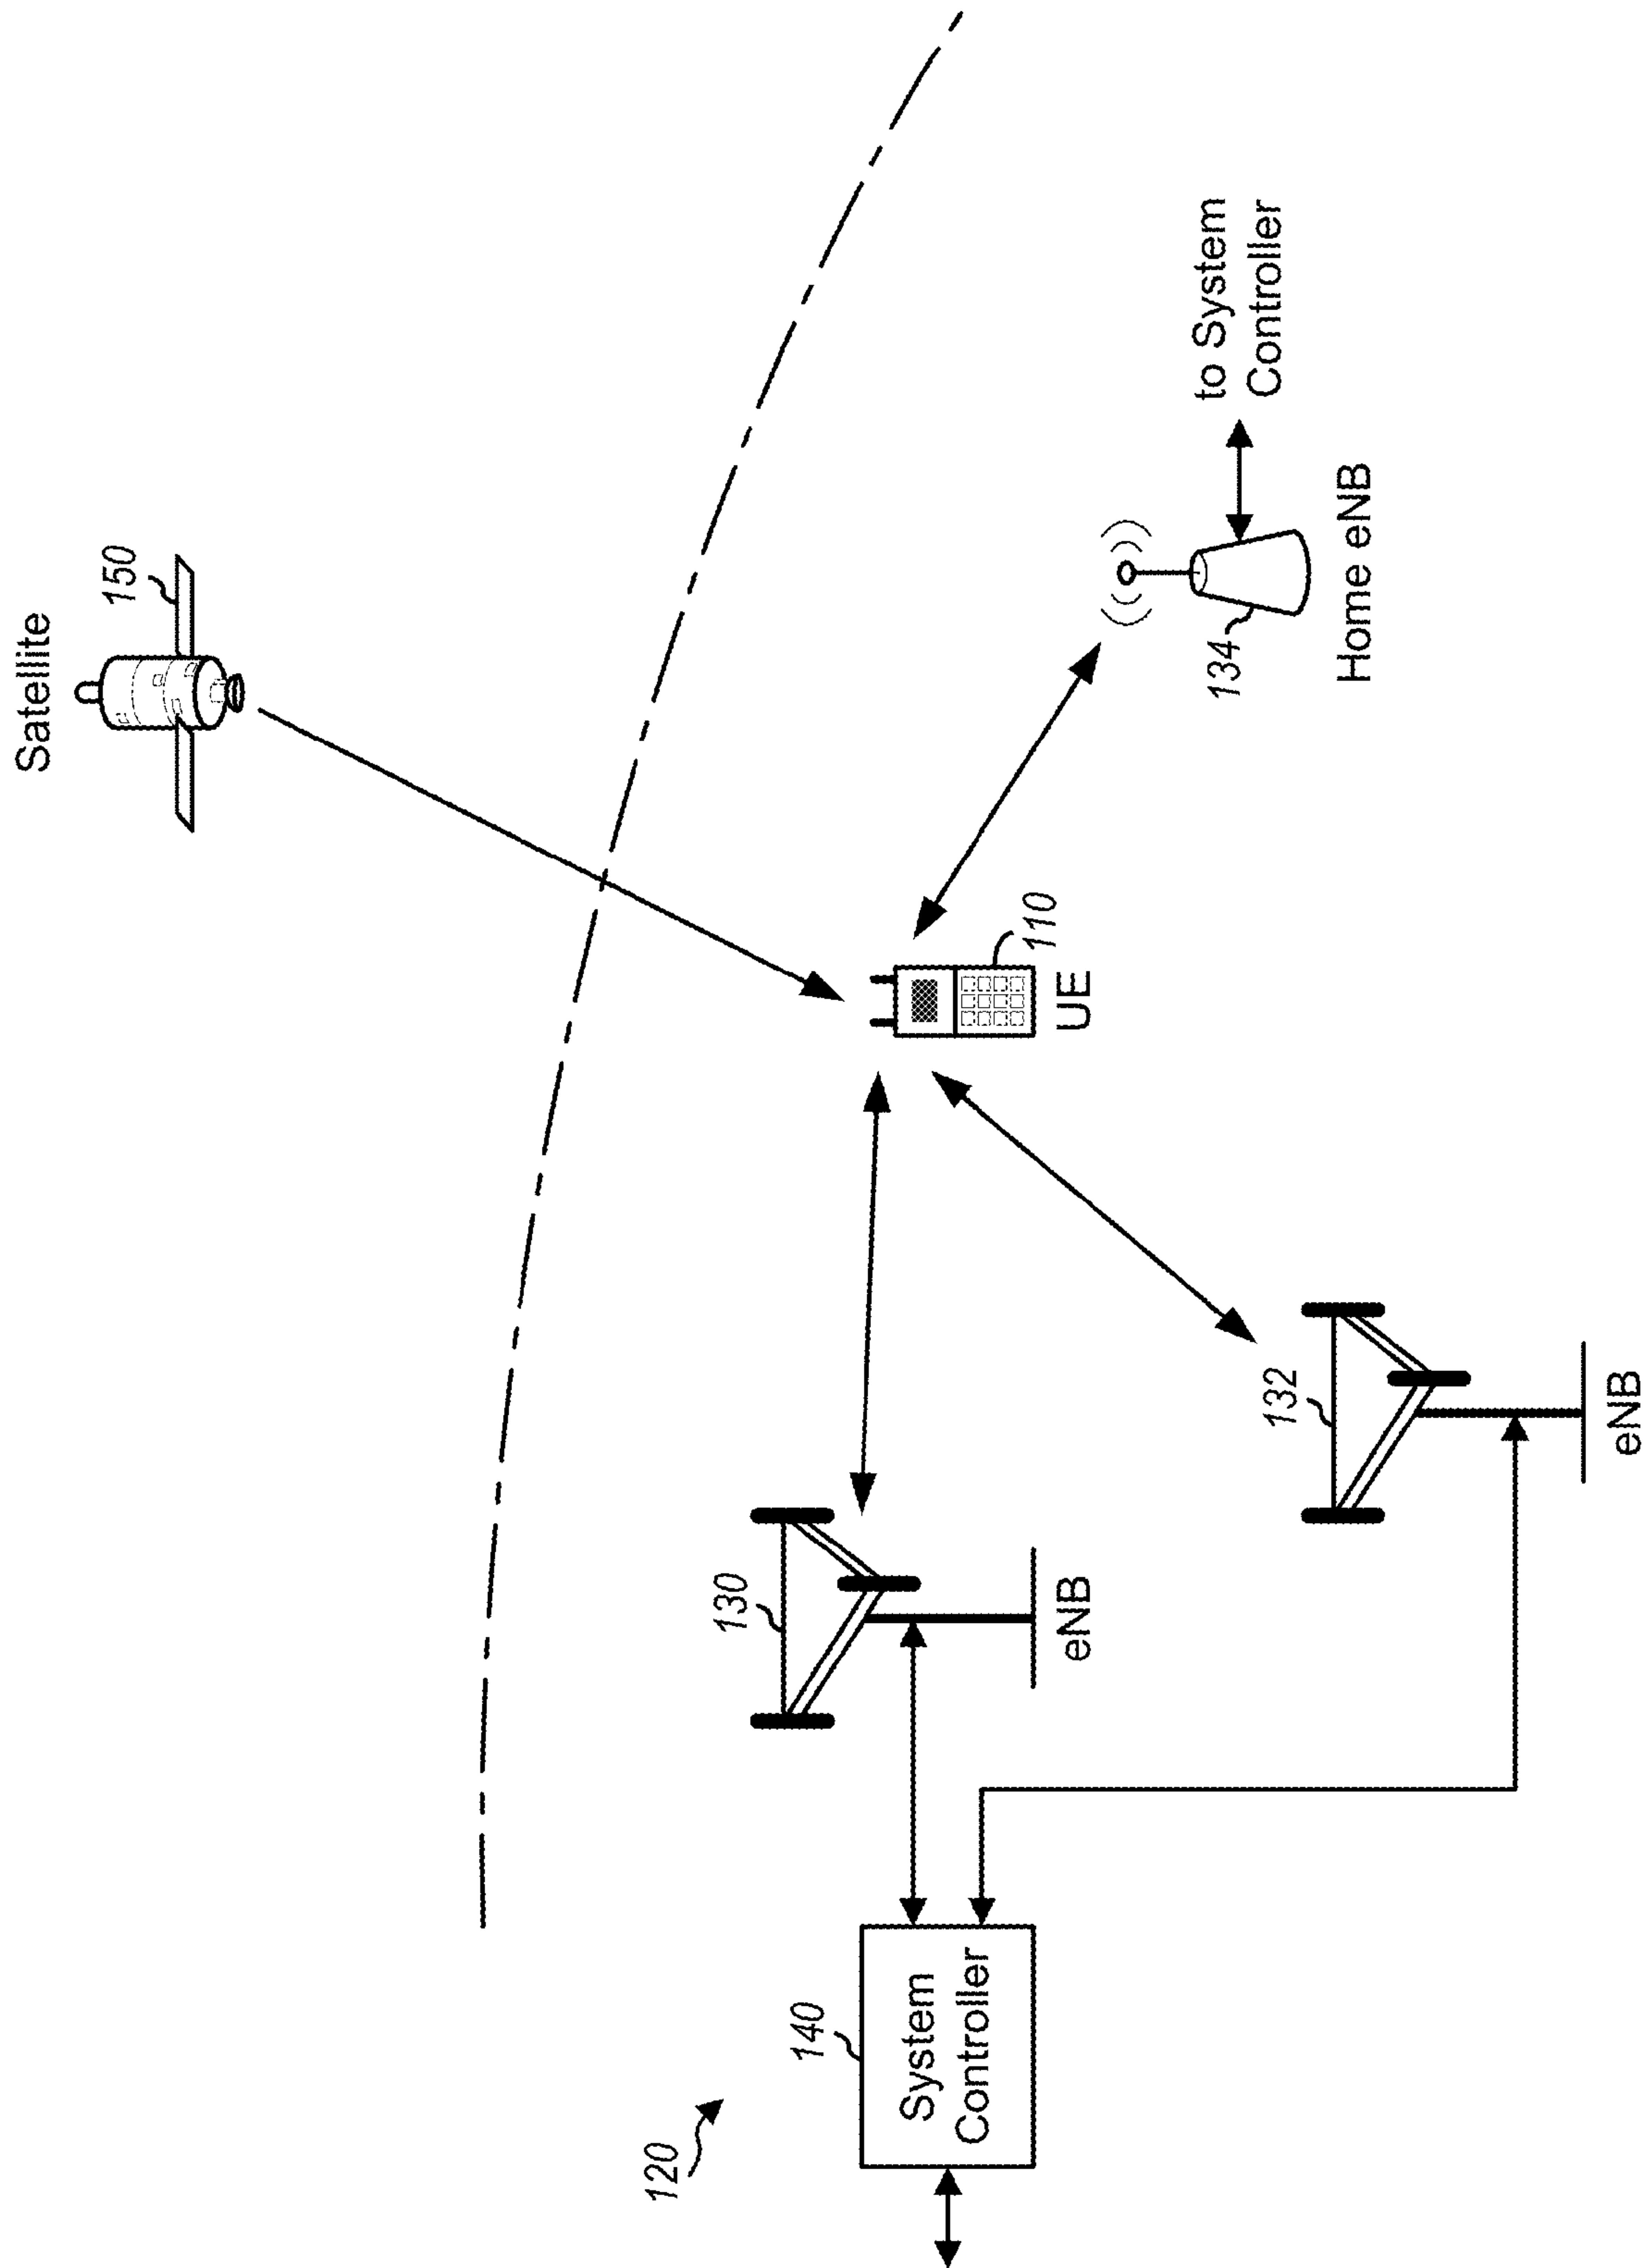 Satellite
150
120
140
System
Controller
130
eNB
132
eNB
110
UE
134
Home eNB
to System
Controller